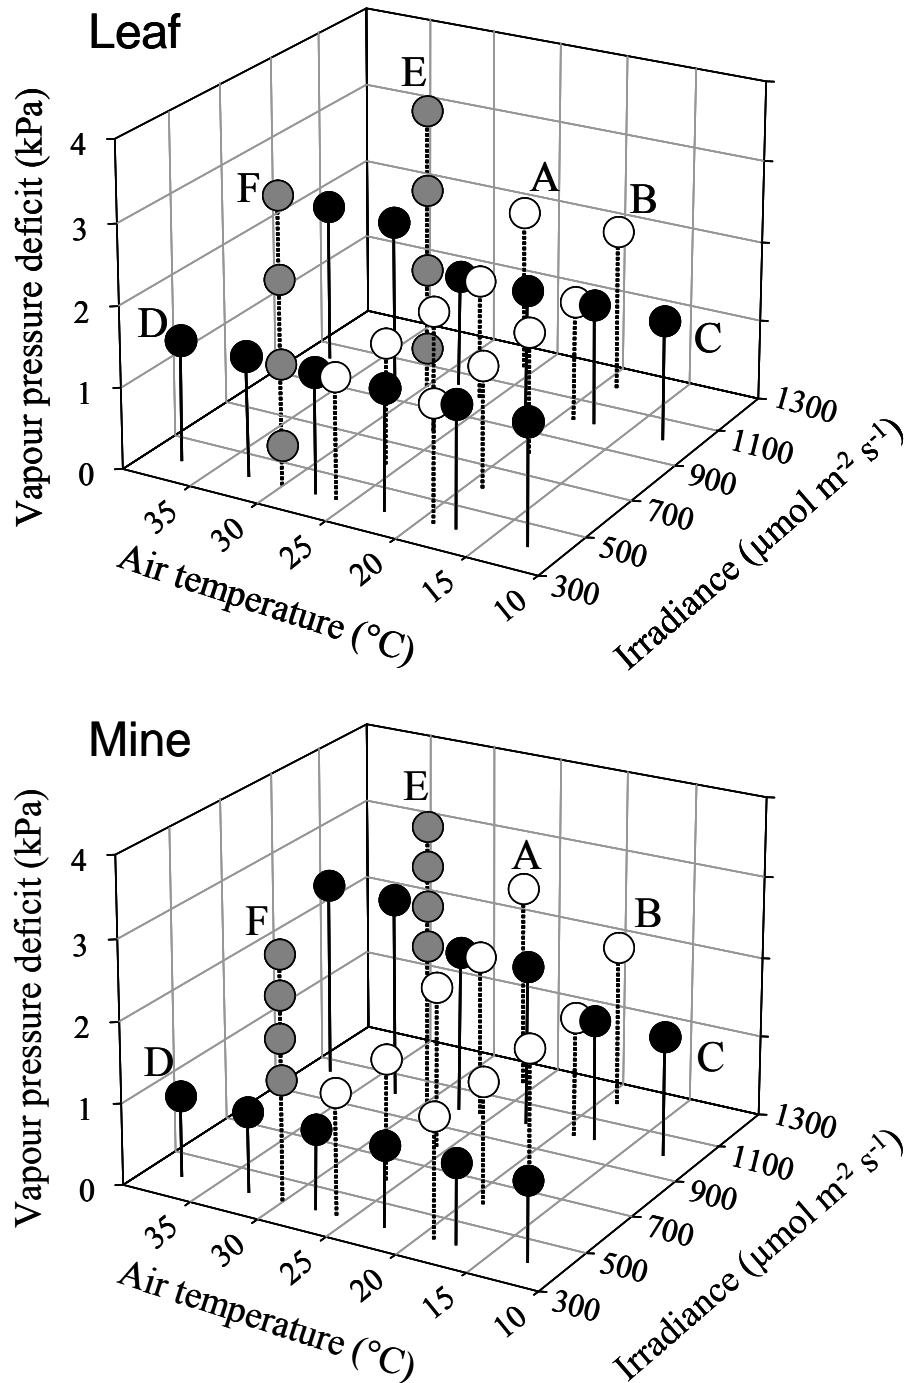 Leaf
E
A
B
F
D
C
Vapour pressure deficit (kPa)
4
3
2
1
0
35
30
25
20
15
10
Air temperature (°C)
300
500
700
900
1100
1300
Irradiance (μmol m-2 s-1)
Mine
E
A
B
F
D
C
Vapour pressure deficit (kPa)
4
3
2
1
0
35
30
25
20
15
10
Air temperature (°C)
300
500
700
900
1100
1300
Irradiance (μmol m-2 s-1)